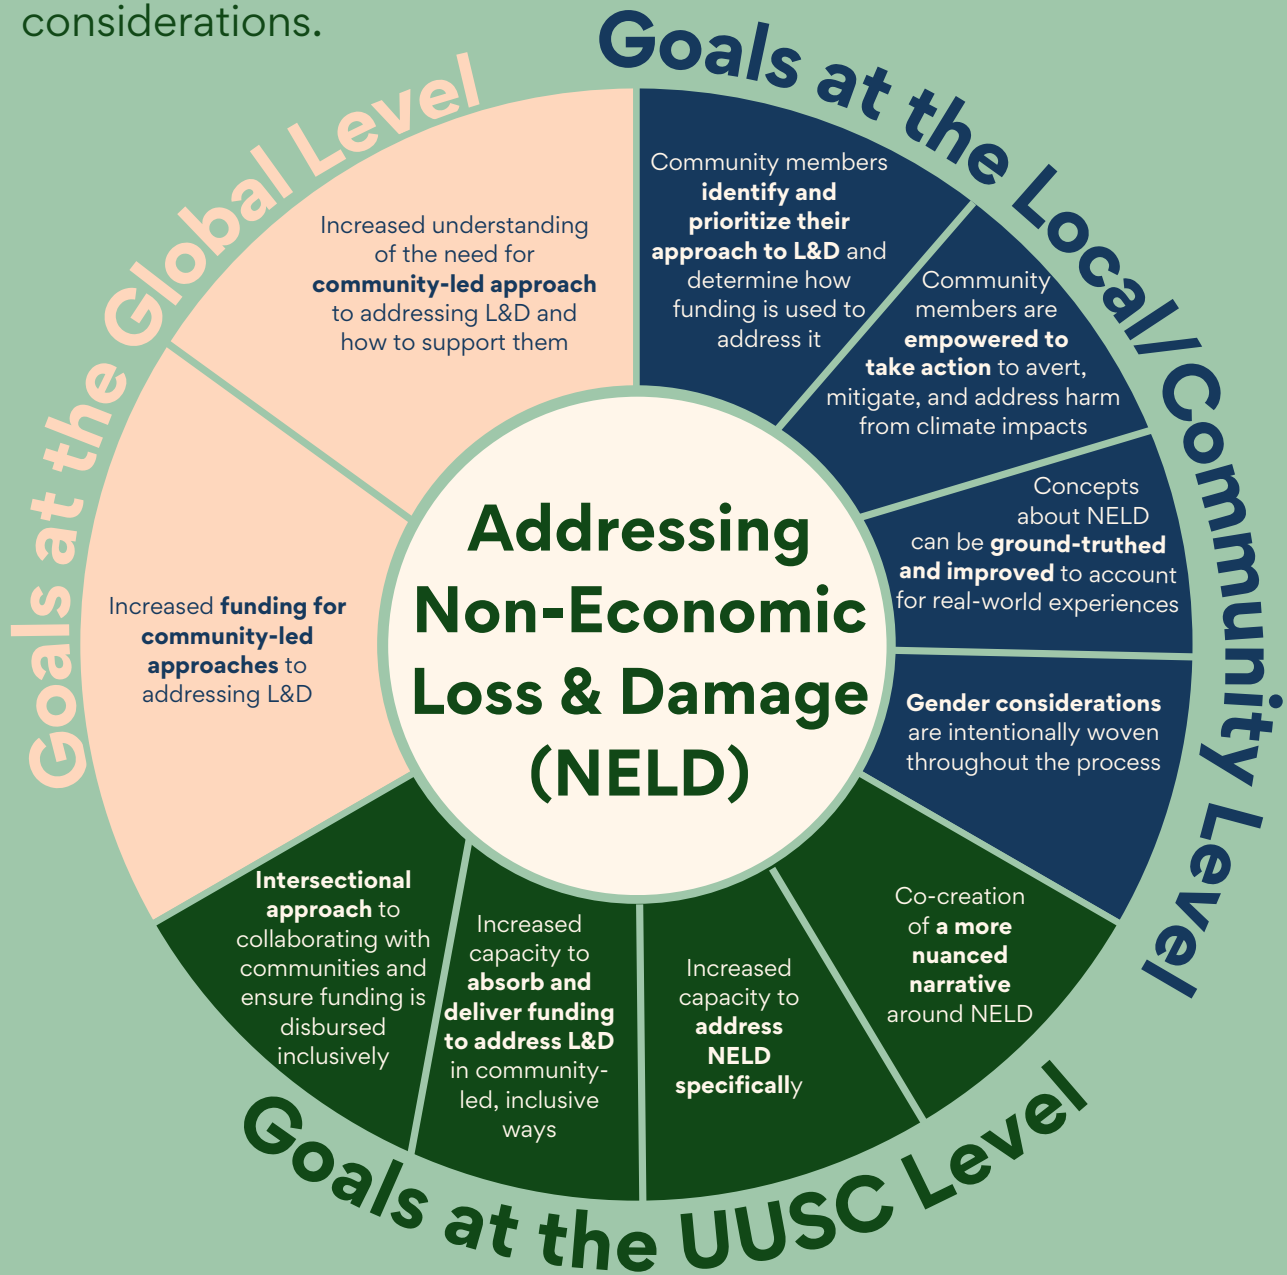 considerations.
Goals at the Global Level
Increased understanding
of the need for
community-led approach
to addressing L&D and
how to support them
Increased funding for
community-led
approaches to
addressing L&D
Goals at the Local/Community Level
Community members
identify and
prioritize their
approach to L&D and
determine how
funding is used to
address it
Community
members are
empowered to
take action to avert,
mitigate, and address harm
from climate impacts
Concepts
about NELD
can be ground-truthed
and improved to account
for real-world experiences
Gender considerations
are intentionally woven
throughout the process
Addressing
Non-Economic
Loss & Damage
(NELD)
Intersectional
approach to
collaborating with
communities and
ensure funding is
disbursed
inclusively
Increased
capacity to
absorb and
deliver funding
to address L&D
in community-
led, inclusive
ways
Increased
capacity to
address
NELD
specifically
Co-creation
of a more
nuanced
narrative
around NELD
Goals at the UUSC Level